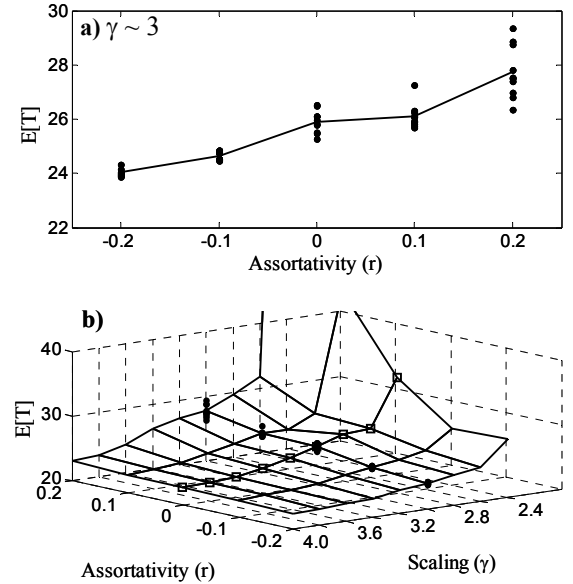 a) γ ~ 3
30
28
26
24
22
E[T]
-0.2 -0.1 0 0.1 0.2
Assortativity (r)
b)
40
30
20
E[T]
0.2 0.1 0 -0.1 -0.2
Assortativity (r)
4.0 3.6 3.2 2.8 2.4
Scaling (γ)